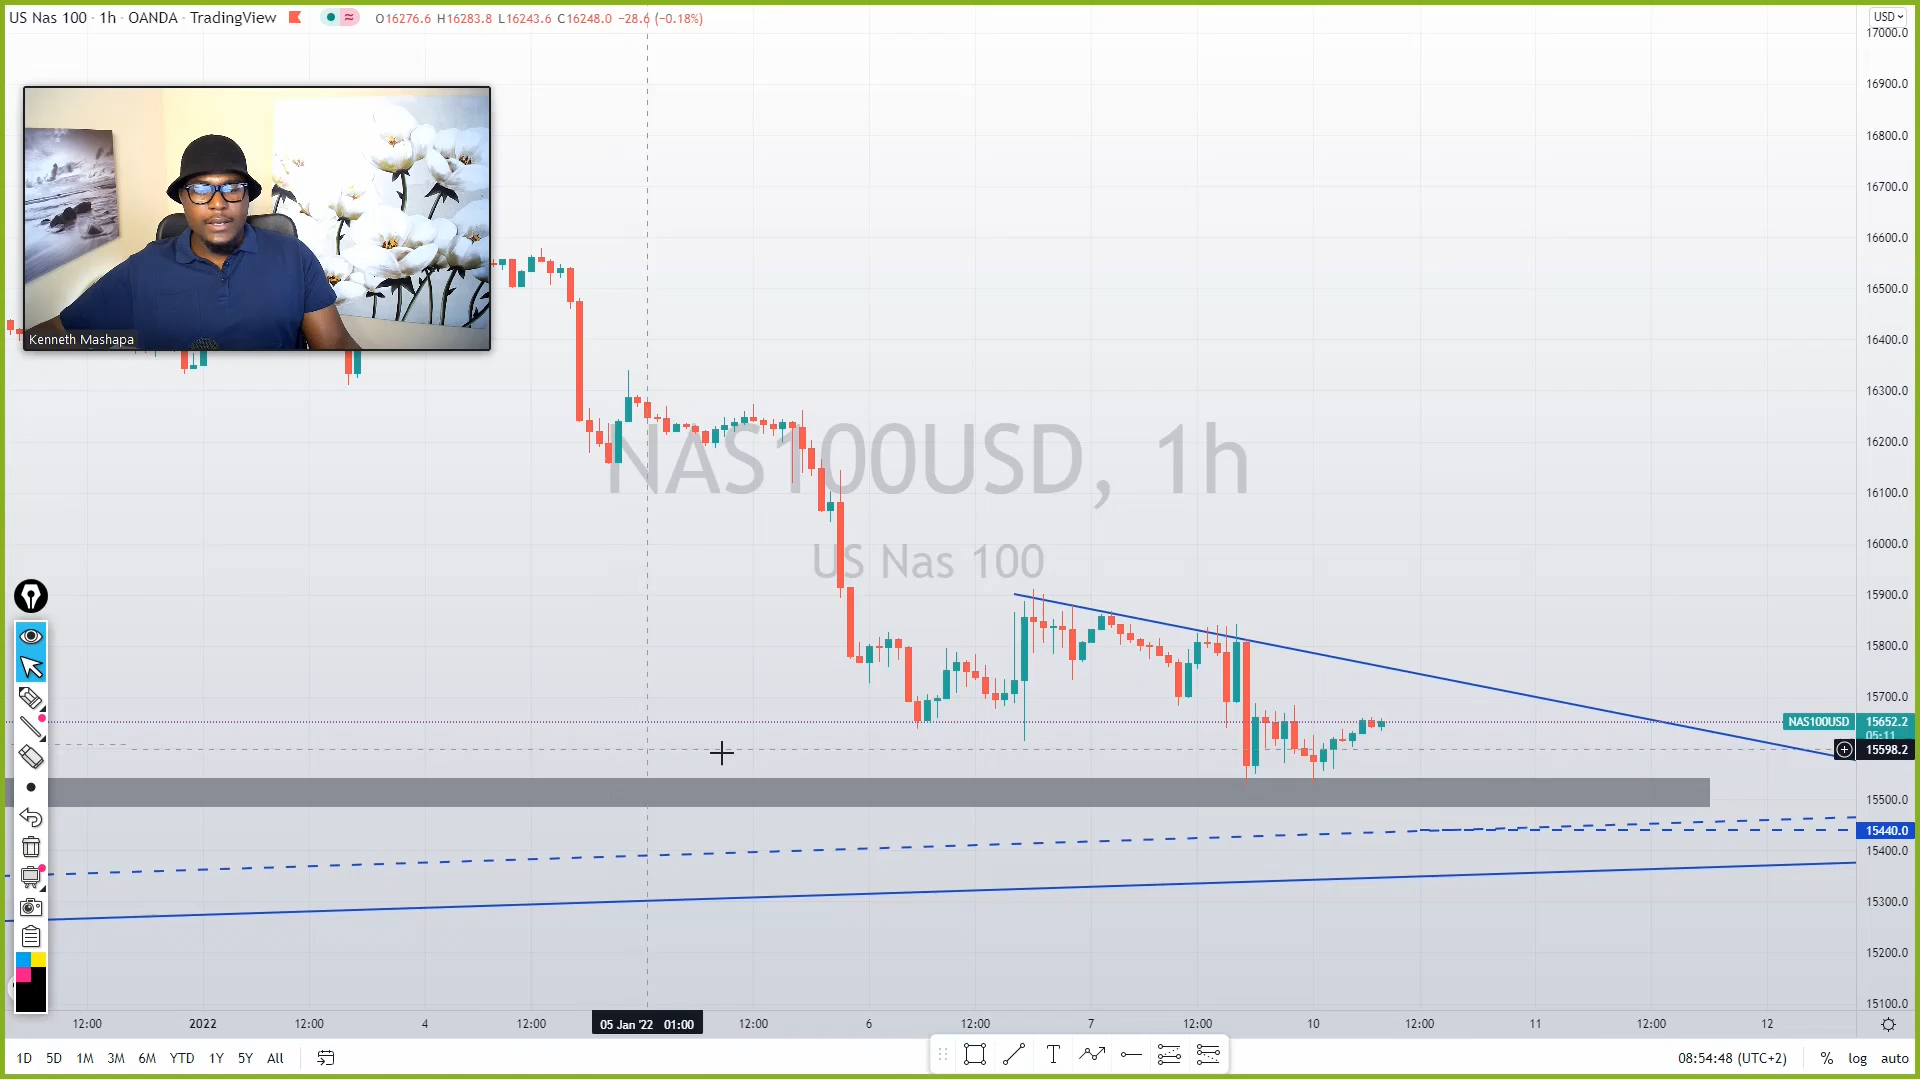 US Nas 100 · 1h · OANDA · TradingView
O16276.6 H16283.8 L16243.6 C16248.0 −28.6 (−0.18%)
USD
17000.0
16900.0
16800.0
16700.0
16600.0
16500.0
16400.0
16300.0
16200.0
16100.0
16000.0
15900.0
15800.0
15700.0
NAS100USD 15652.2
05:11
15598.2
15500.0
15440.0
15400.0
15300.0
15200.0
15100.0
Kenneth Mashapa
NAS100USD, 1h
US Nas 100
12:00 2022 12:00 4 12:00 05 Jan '22 01:00 12:00 6 12:00 7 12:00 10 12:00 11 12:00 12
1D 5D 1M 3M 6M YTD 1Y 5Y All
T
08:54:48 (UTC+2) % log auto